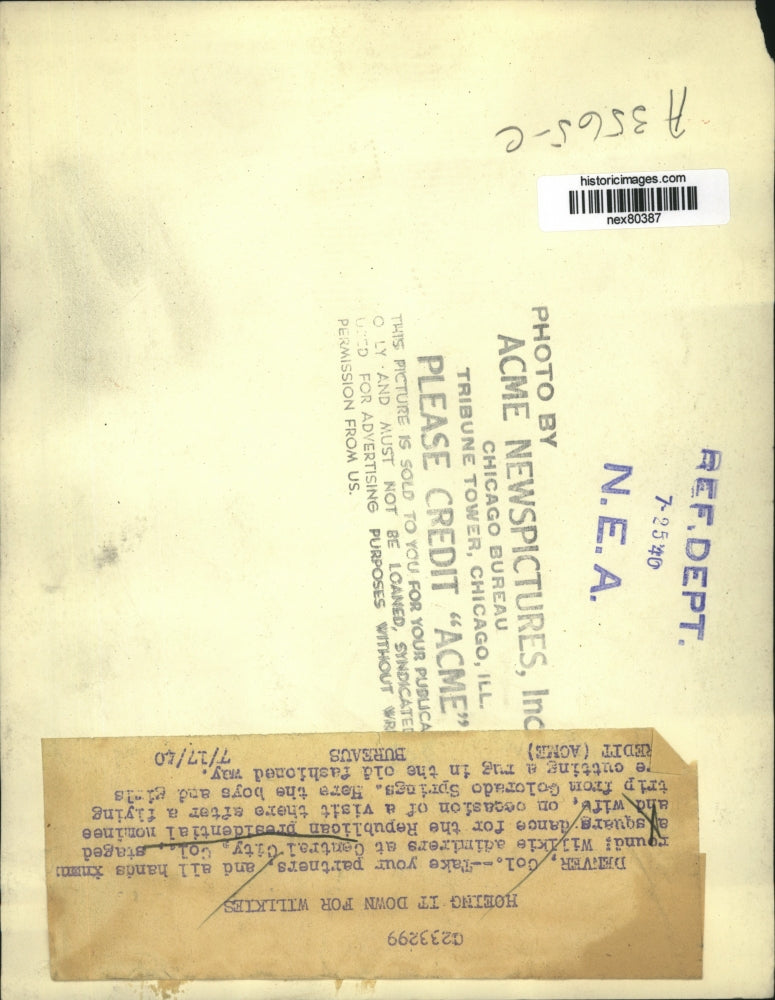 A3565-C
historicimages.com
nex80387
PHOTO BY
ACME NEWSPICTURES, Inc
CHICAGO BUREAU
TRIBUNE TOWER, CHICAGO, ILL.
PLEASE CREDIT "ACME"
THIS PICTURE IS SOLD TO YOU FOR YOUR PUBLICA
O LY AND MUST NOT BE LOANED, SYNDICATE
U ED FOR ADVERTISING PURPOSES WITHOUT WR
PERMISSION FROM US.
REF. DEPT.
7-25 40
N.E.A.
G233299
HOEING IT DOWN FOR WILLKIES
DENVER, Col.--Take your partners, and all hands
round: Willkie admirers at Central City, Col., staged
a square dance for the Republican presidential nominee
and wife, on occasion of a visit there after a flying
trip from Colorado Springs. Here the boys and girls
e cutting a rug in the old fashioned way.
REDIT (ACME) BUREAUS 7/17/40